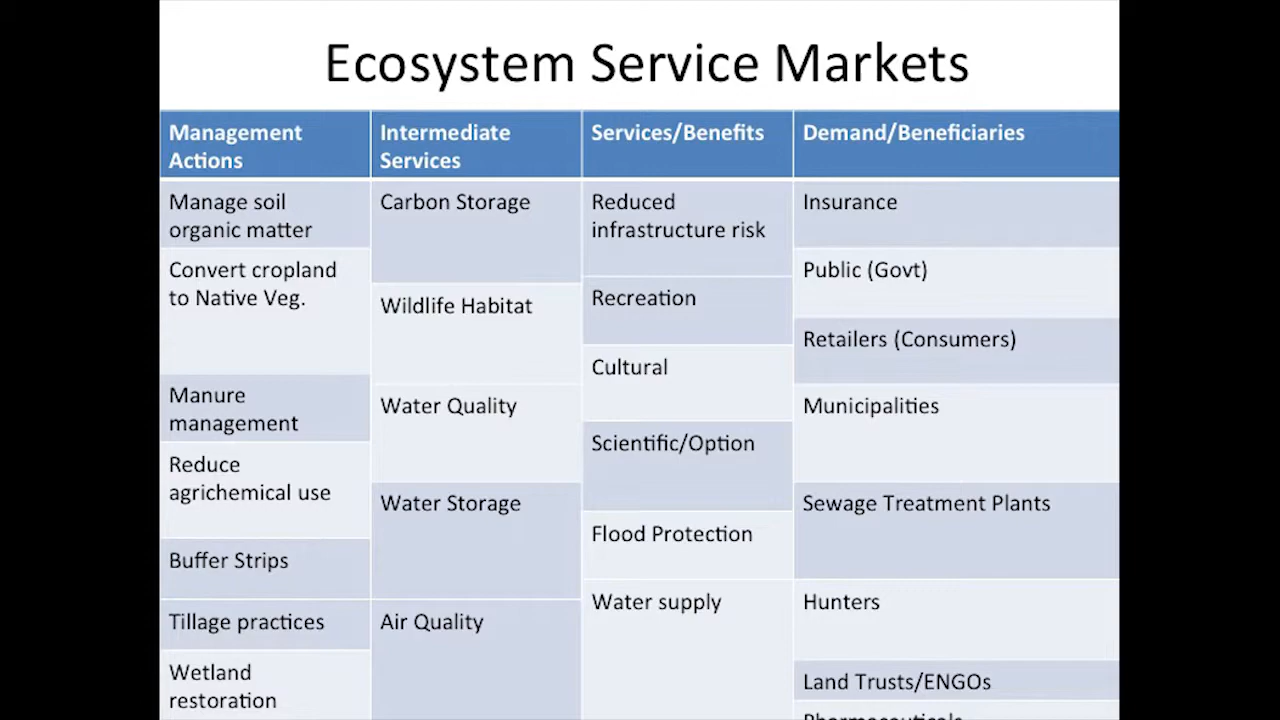 Ecosystem Service Markets
Management
Actions
Intermediate
Services
Services/Benefits
Demand/Beneficiaries
Manage soil
organic matter
Convert cropland
to Native Veg.
Manure
management
Reduce
agrichemical use
Buffer Strips
Tillage practices
Wetland
restoration
Carbon Storage
Wildlife Habitat
Water Quality
Water Storage
Air Quality
Reduced
infrastructure risk
Recreation
Cultural
Scientific/Option
Flood Protection
Water supply
Insurance
Public (Govt)
Retailers (Consumers)
Municipalities
Sewage Treatment Plants
Hunters
Land Trusts/ENGOs
Pharmaceuticals